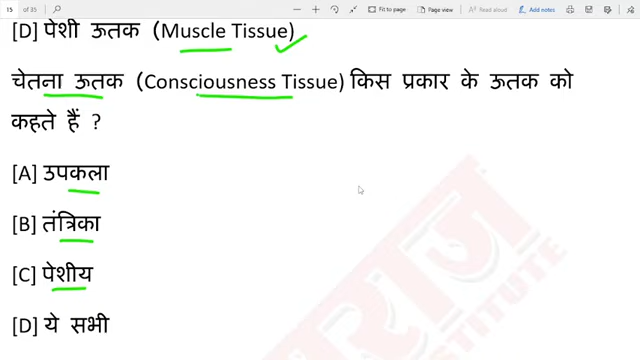 15 of 35
Fit to page
Page view
Read aloud
Add notes
[D] पेशी ऊतक (Muscle Tissue)
चेतना ऊतक (Consciousness Tissue) किस प्रकार के ऊतक को
कहते हैं ?
[A] उपकला
[B] तंत्रिका
[C] पेशीय
[D] ये सभी
राज
INSTITUTE